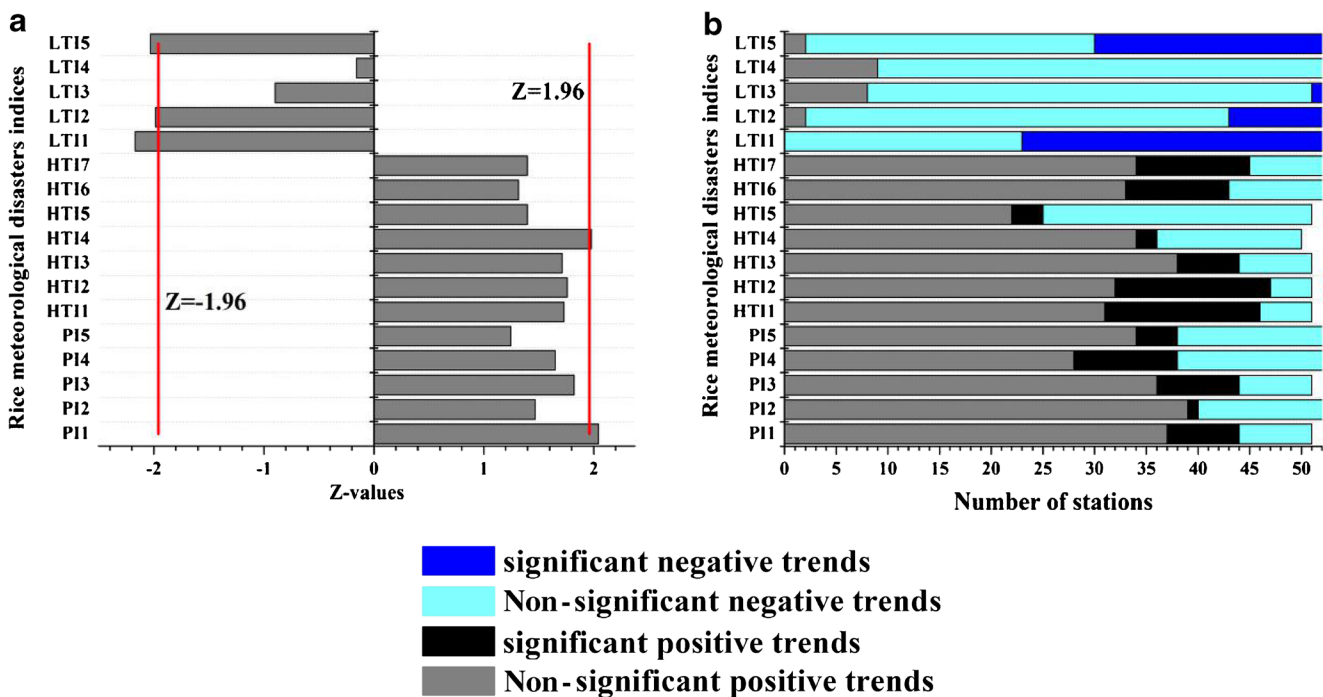 a
Rice meteorological disasters indices
LTI5
LTI4
LTI3
LTI2
LTI1
HTI7
HTI6
HTI5
HTI4
HTI3
HTI2
HTI1
PI5
PI4
PI3
PI2
PI1
Z=1.96
Z=-1.96
-2 -1 0 1 2
Z-values
b
Rice meteorological disasters indices
LTI5
LTI4
LTI3
LTI2
LTI1
HTI7
HTI6
HTI5
HTI4
HTI3
HTI2
HTI1
PI5
PI4
PI3
PI2
PI1
0 5 10 15 20 25 30 35 40 45 50
Number of stations
significant negative trends
Non-significant negative trends
significant positive trends
Non-significant positive trends